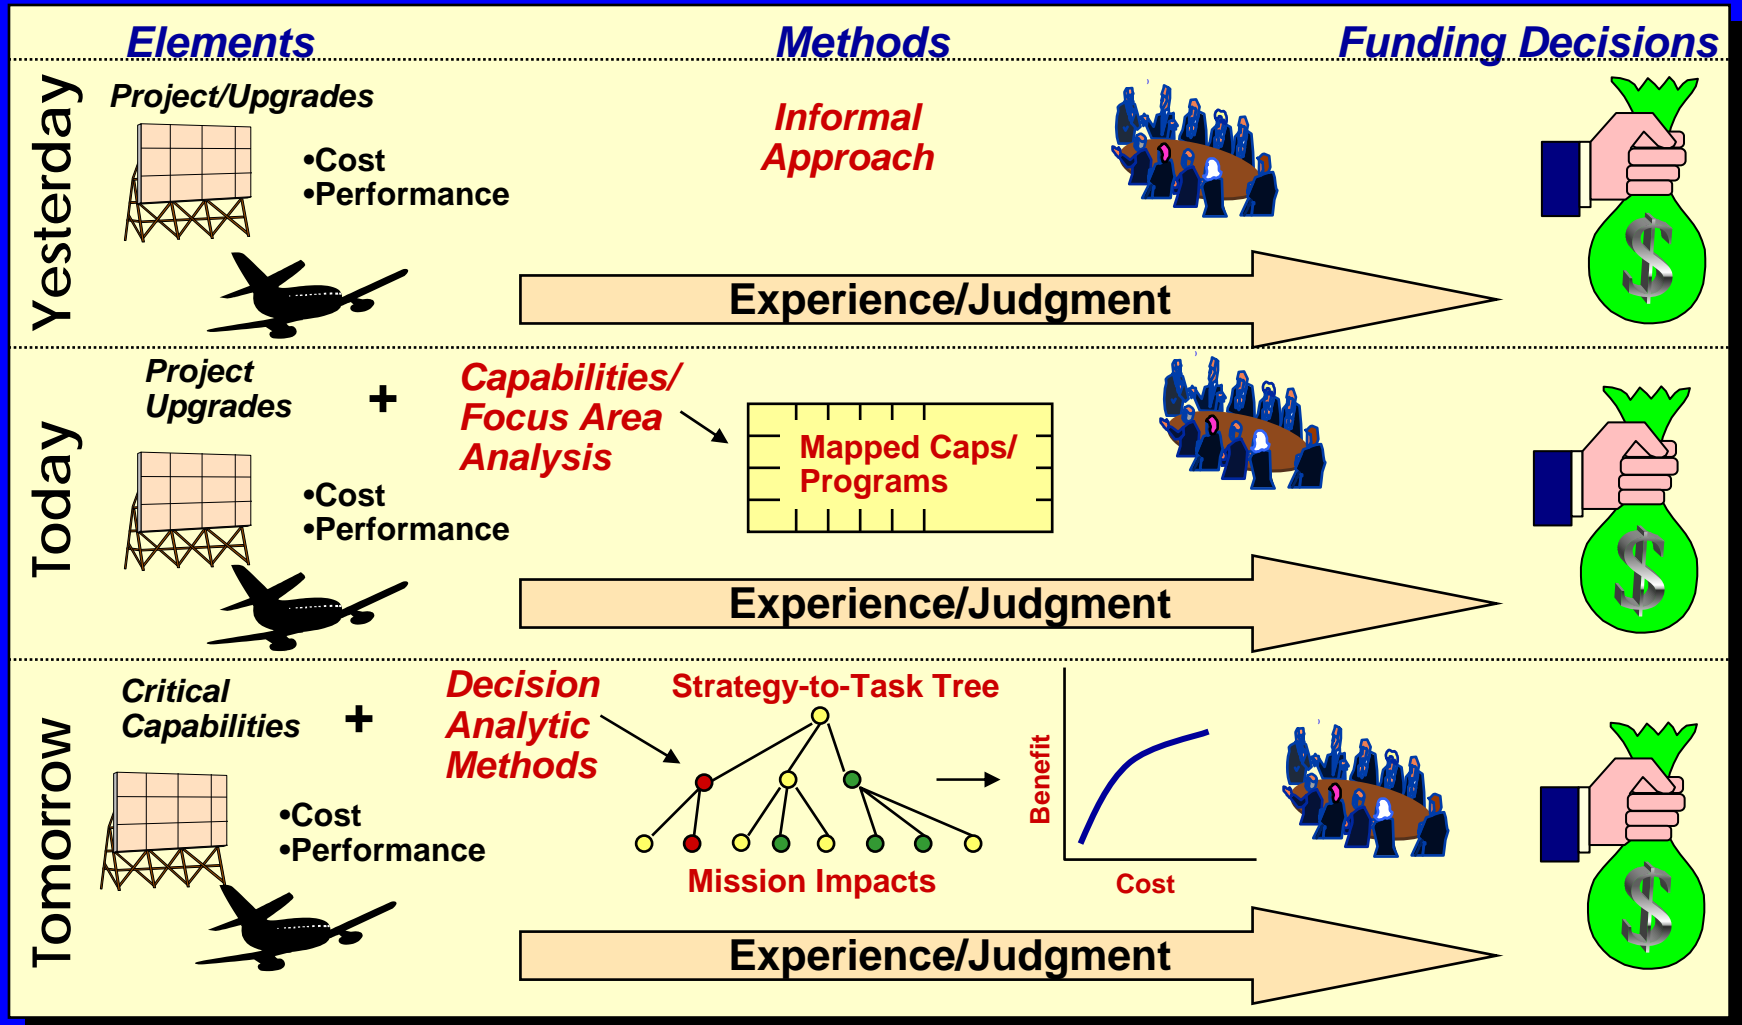 Elements
Methods
Funding Decisions
Yesterday
Project/Upgrades
•Cost
•Performance
Informal
Approach
Experience/Judgment
$
Today
Project
Upgrades
+
Capabilities/
Focus Area
Analysis
•Cost
•Performance
Mapped Caps/
Programs
Experience/Judgment
$
Tomorrow
Critical
Capabilities
+
Decision
Analytic
Methods
•Cost
•Performance
Strategy-to-Task Tree
Mission Impacts
Benefit
Cost
Experience/Judgment
$